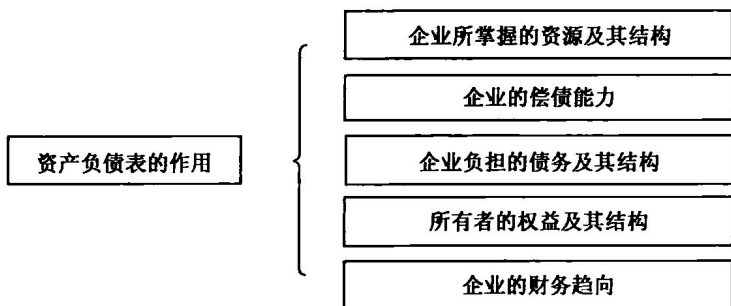 资产负债表的作用
企业所掌握的资源及其结构
企业的偿债能力
企业负担的债务及其结构
所有者的权益及其结构
企业的财务趋向